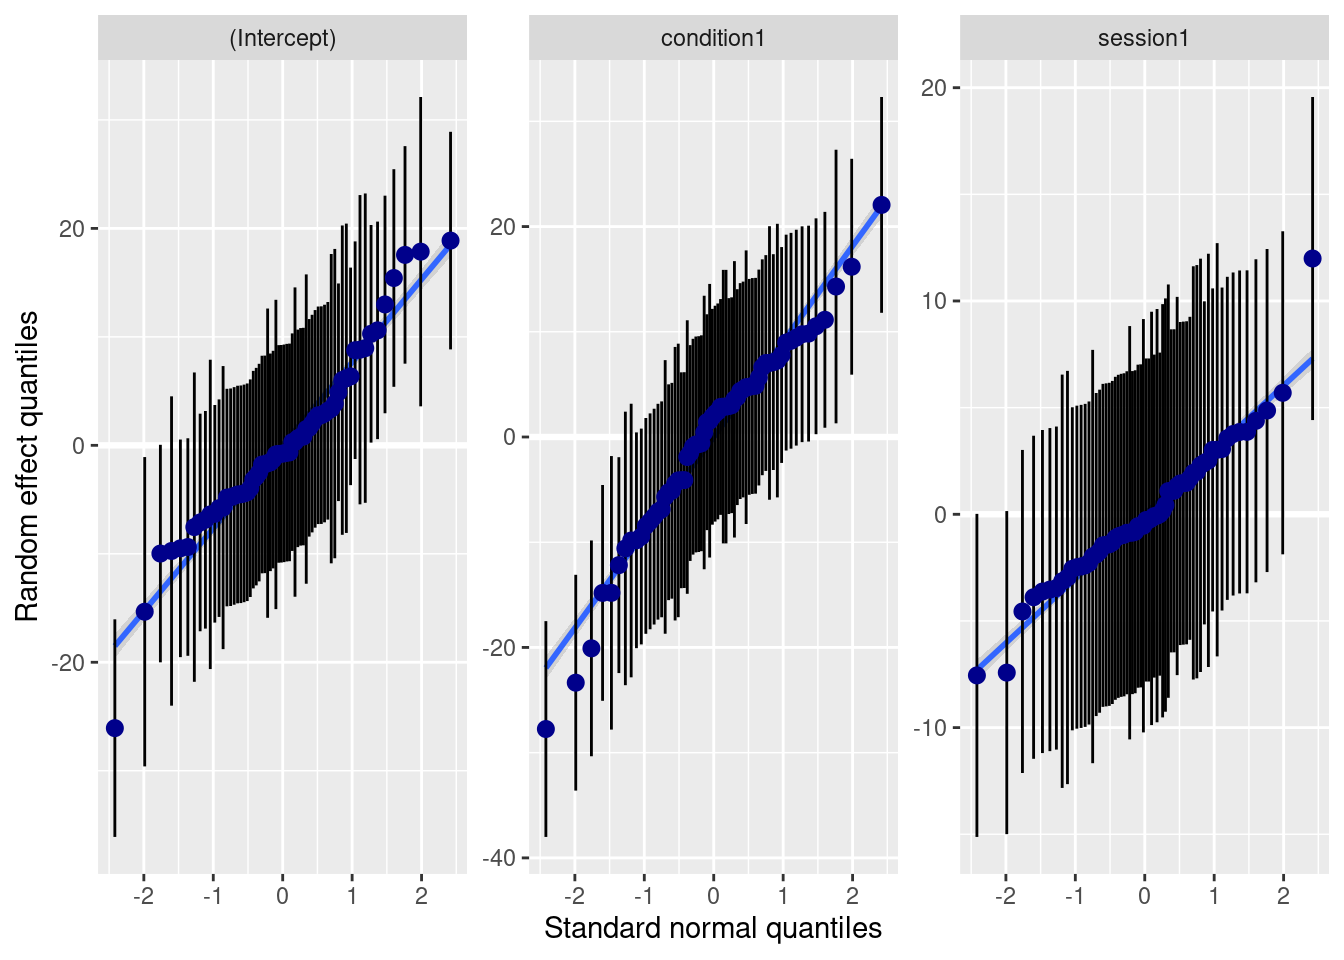 (Intercept)
condition1
session1
Random effect quantiles
20
0
-20
20
0
-20
-40
20
10
0
-10
-2 -1 0 1 2
-2 -1 0 1 2
-2 -1 0 1 2
Standard normal quantiles